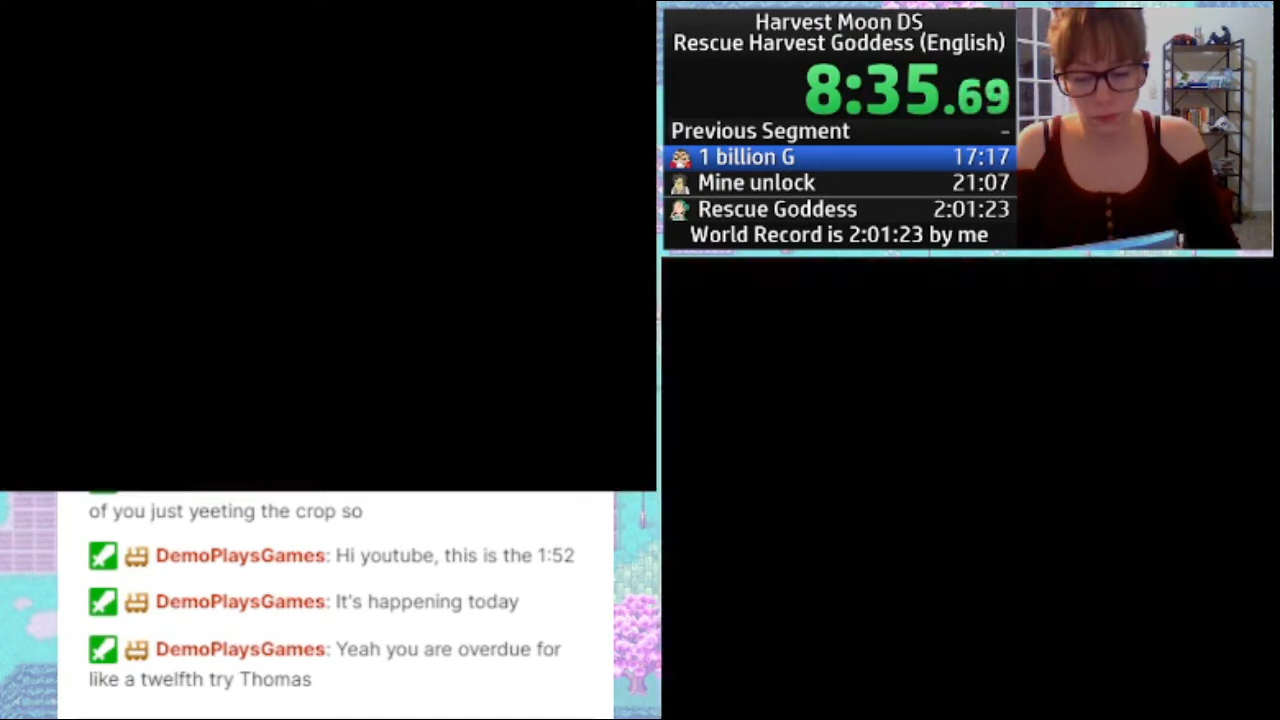 Harvest Moon DS
Rescue Harvest Goddess (English)
8:35.69
Previous Segment -
1 billion G 17:17
Mine unlock 21:07
Rescue Goddess 2:01:23
World Record is 2:01:23 by me
of you just yeeting the crop so
DemoPlaysGames: Hi youtube, this is the 1:52
DemoPlaysGames: It's happening today
DemoPlaysGames: Yeah you are overdue for
like a twelfth try Thomas